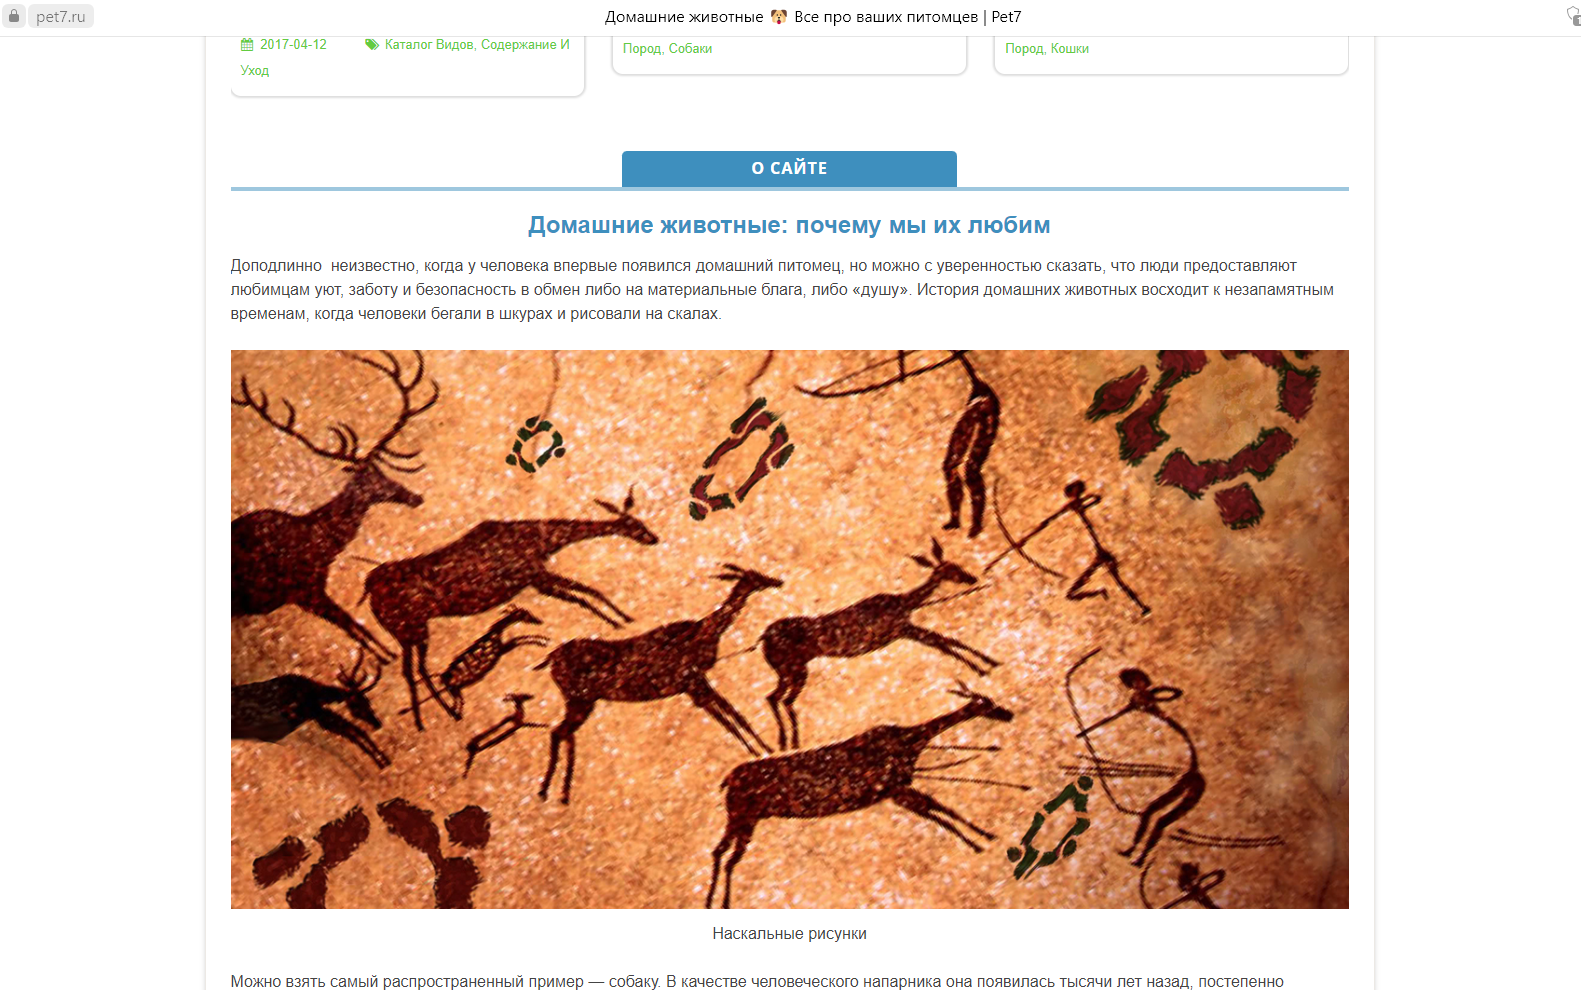 pet7.ru
Домашние животные 🐶 Все про ваших питомцев | Pet7
2017-04-12 Каталог Видов, Содержание И
Уход
Пород, Собаки
Пород, Кошки
О САЙТЕ
Домашние животные: почему мы их любим
Доподлинно  неизвестно, когда у человека впервые появился домашний питомец, но можно с уверенностью сказать, что люди предоставляют
любимцам уют, заботу и безопасность в обмен либо на материальные блага, либо «душу». История домашних животных восходит к незапамятным
временам, когда человеки бегали в шкурах и рисовали на скалах.
Наскальные рисунки
Можно взять самый распространенный пример — собаку. В качестве человеческого напарника она появилась тысячи лет назад, постепенно